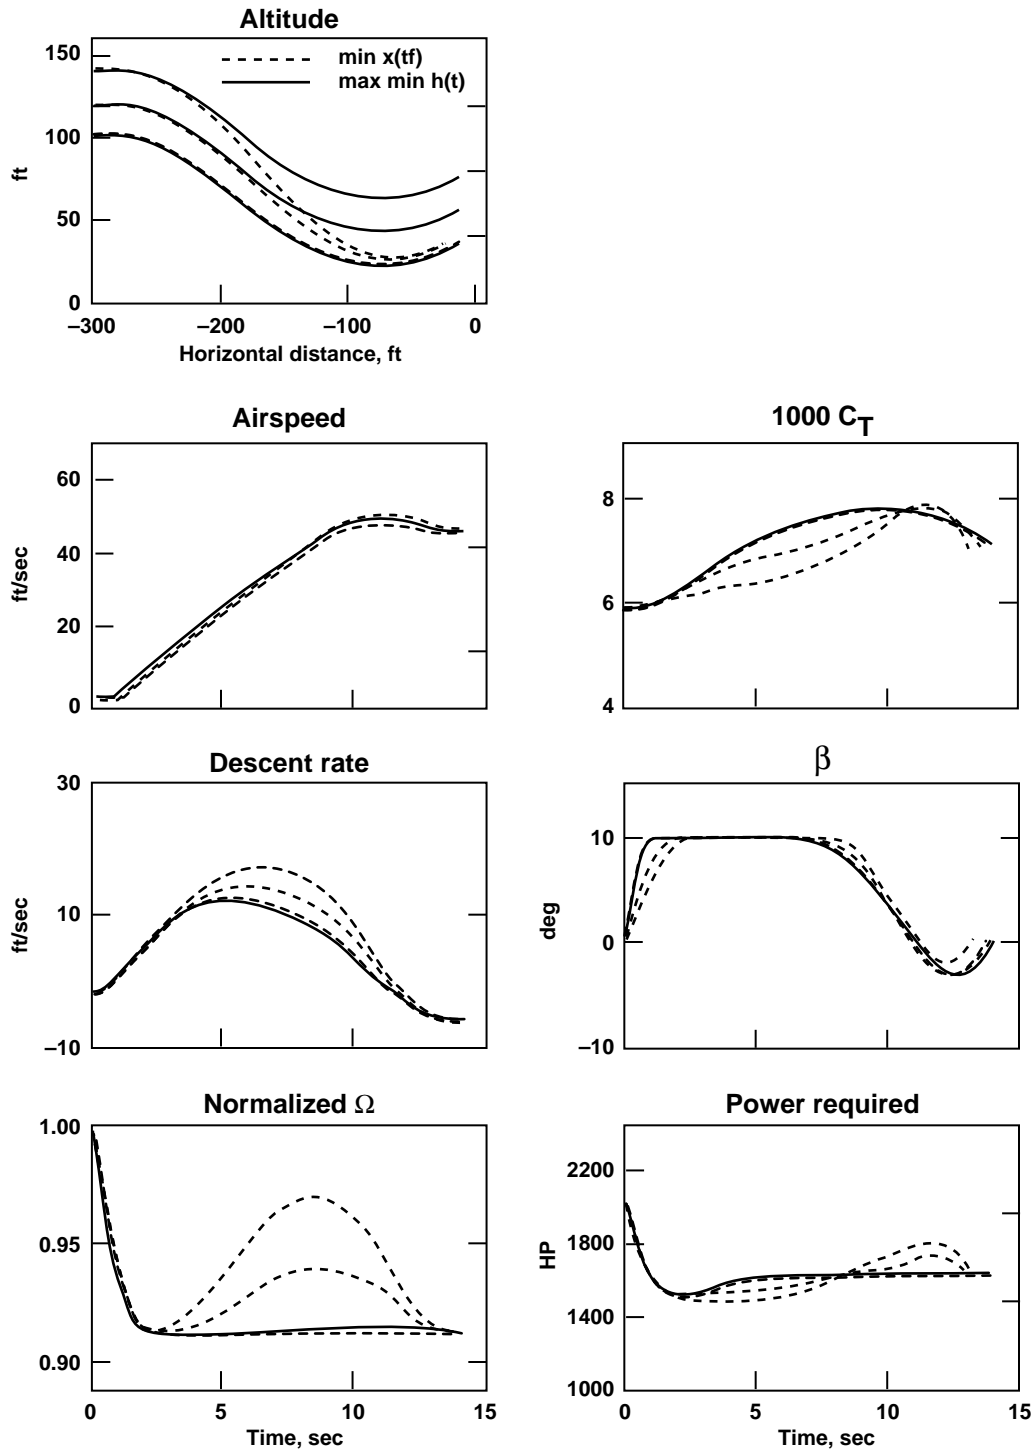 Altitude
150
100
50
0
ft
min x(tf)
max min h(t)
–300 –200 –100 0
Horizontal distance, ft
Airspeed
60
40
20
0
ft/sec
1000 C_T
8
6
4
Descent rate
30
10
–10
ft/sec
β
10
0
–10
deg
Normalized Ω
1.00
0.95
0.90
0 5 10 15
Time, sec
Power required
2200
1800
1400
1000
HP
0 5 10 15
Time, sec